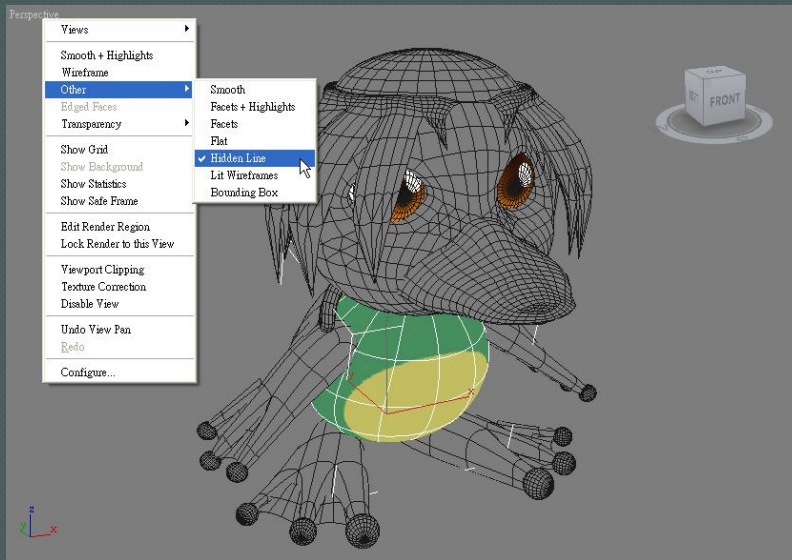 Perspective
Views
Smooth + Highlights
Wireframe
Other
Edged Faces
Transparency
Show Grid
Show Background
Show Statistics
Show Safe Frame
Edit Render Region
Lock Render to this View
Viewport Clipping
Texture Correction
Disable View
Undo View Pan
Redo
Configure...
Smooth
Facets + Highlights
Facets
Flat
Hidden Line
Lit Wireframes
Bounding Box
FRONT
y
x
z
y
x